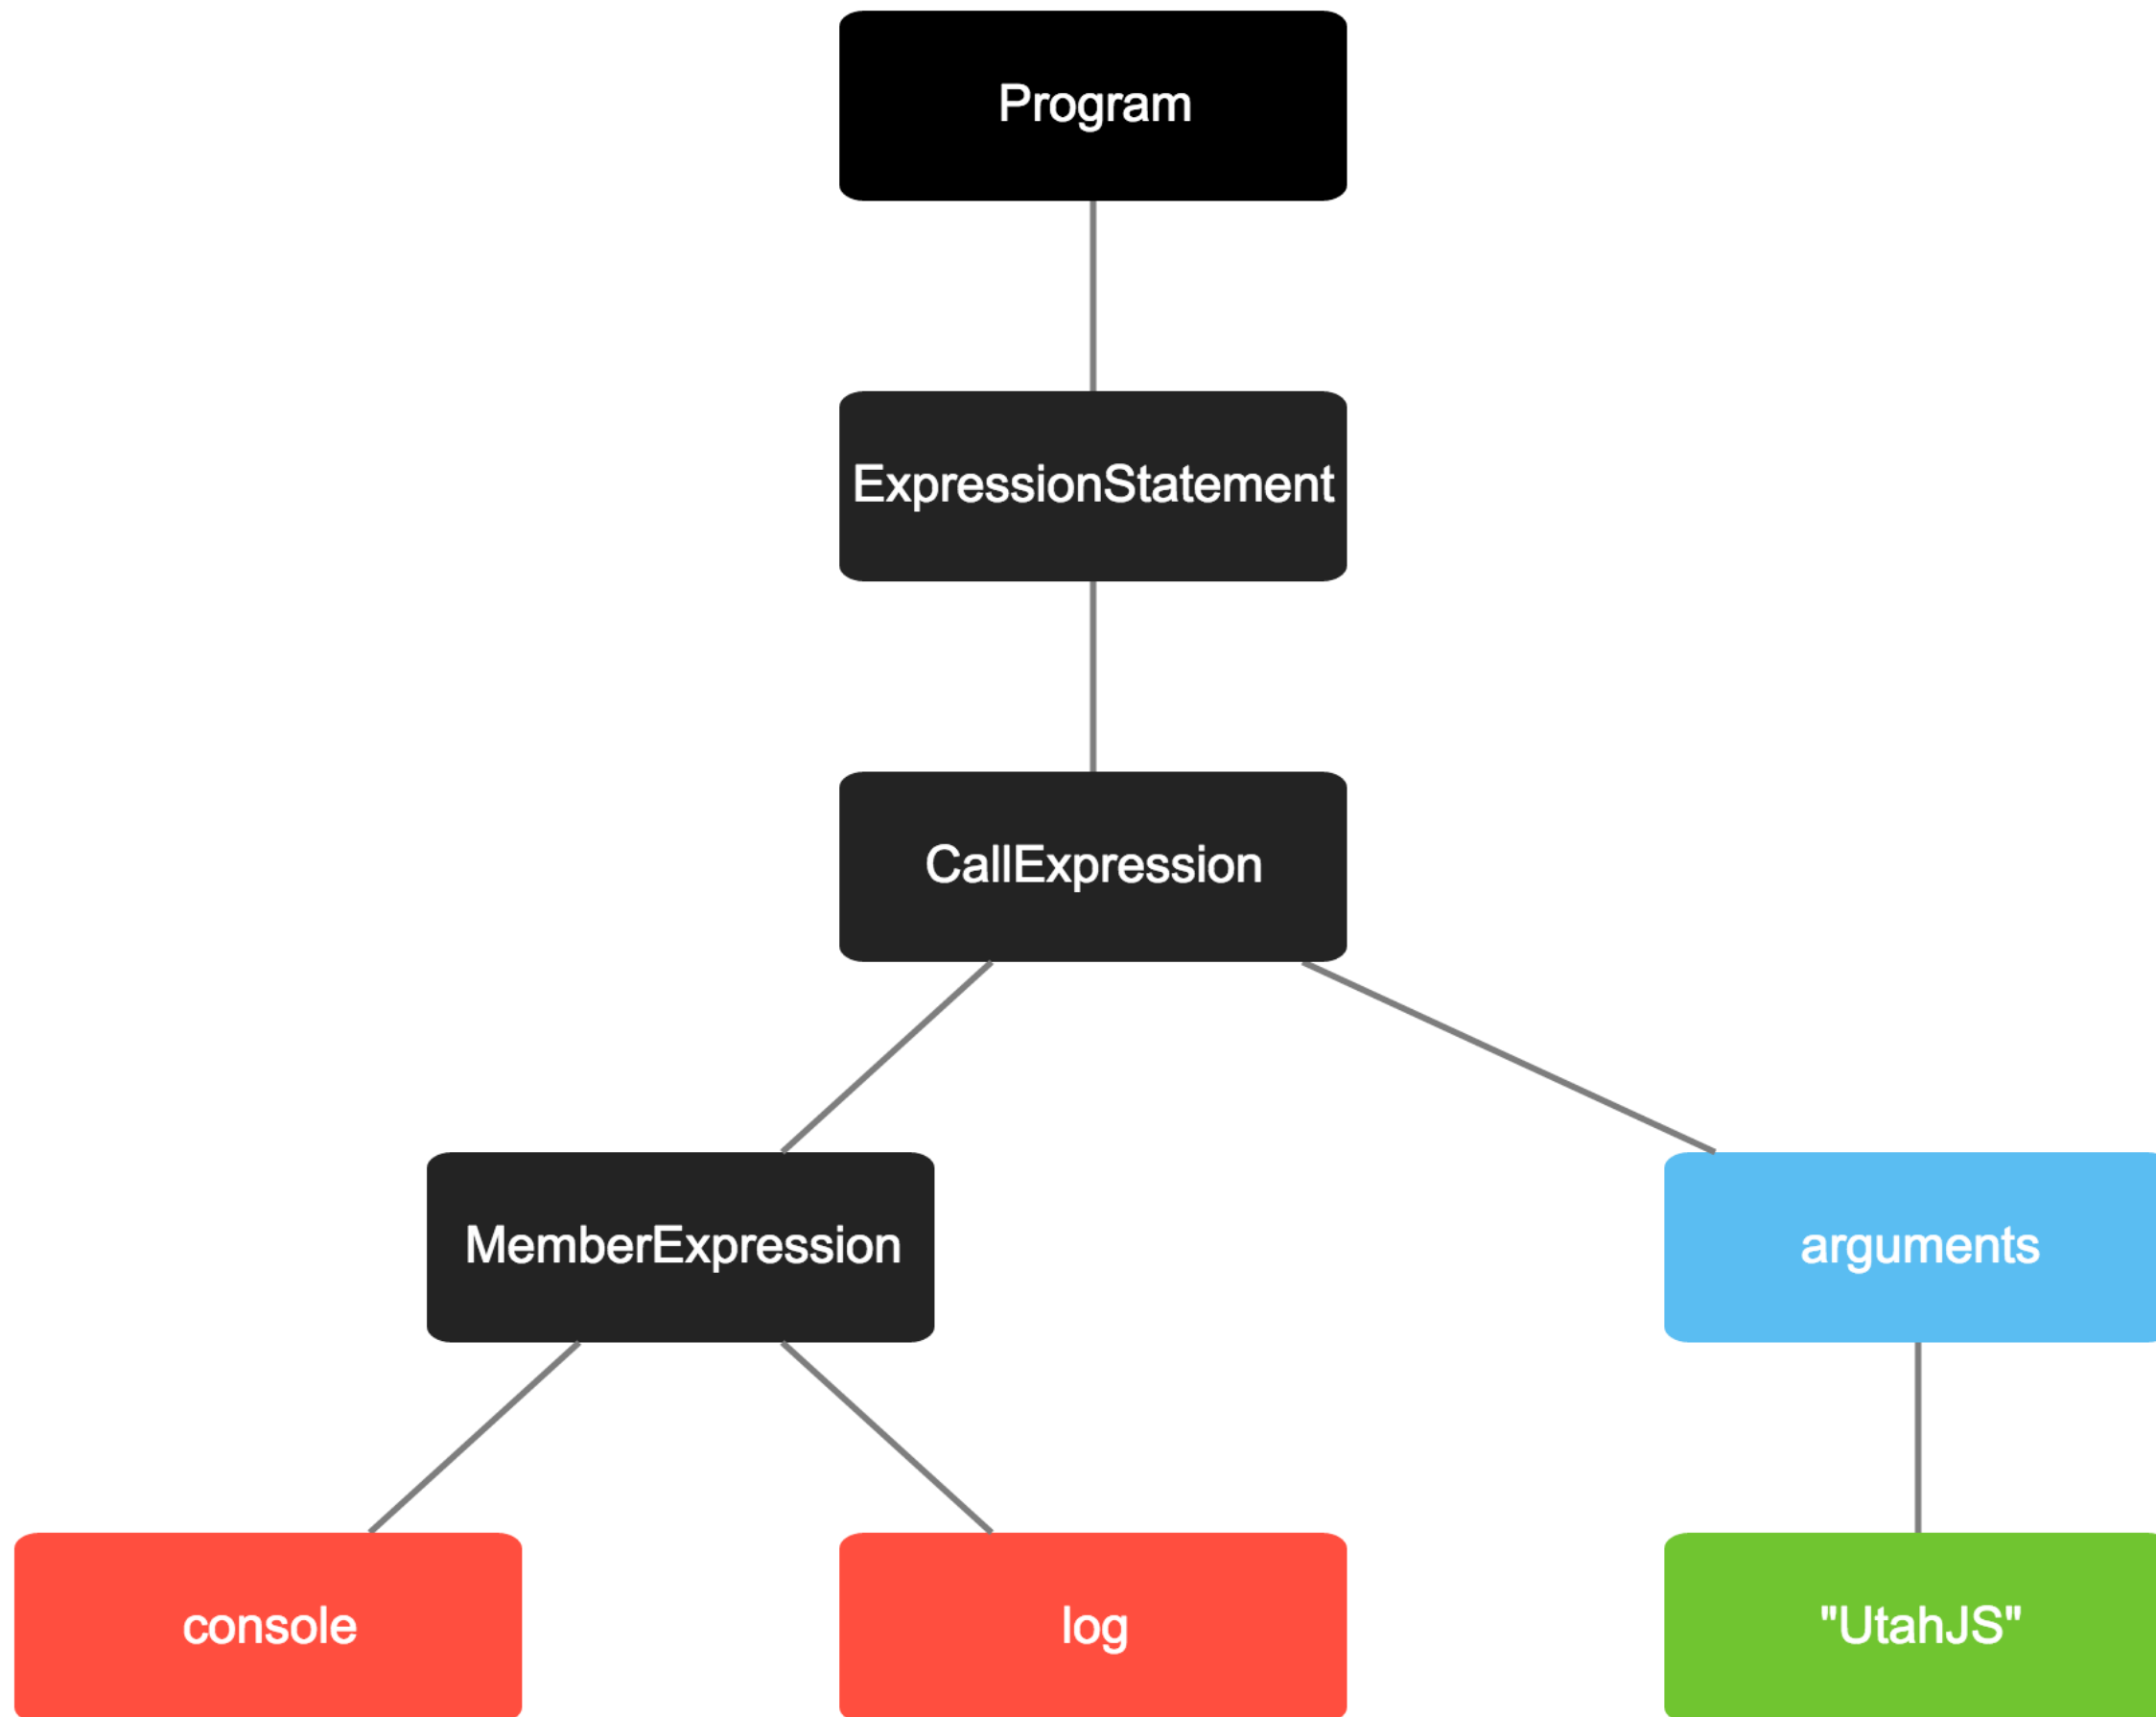 Program
ExpressionStatement
CallExpression
MemberExpression
arguments
console
log
"UtahJS"